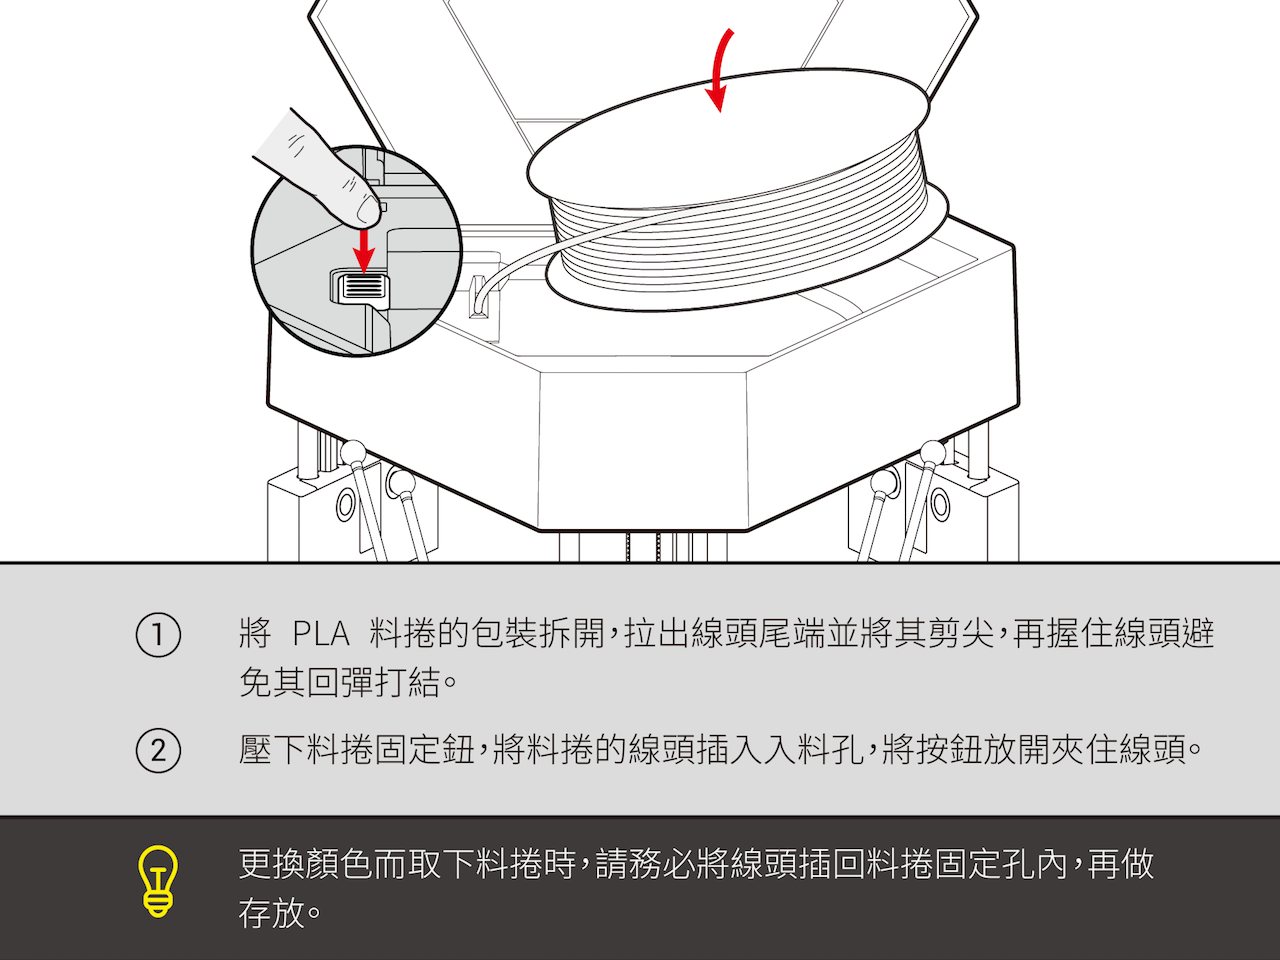 1 將 PLA 料捲的包裝拆開，拉出線頭尾端並將其剪尖，再握住線頭避
免其回彈打結。
2 壓下料捲固定鈕，將料捲的線頭插入入料孔，將按鈕放開夾住線頭。
更換顏色而取下料捲時，請務必將線頭插回料捲固定孔內，再做
存放。